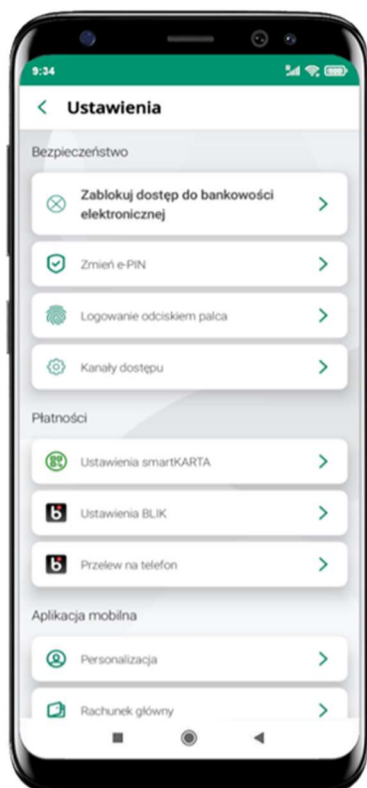 9:34
Ustawienia
Bezpieczeństwo
Zablokuj dostęp do bankowości
elektronicznej
Zmień e-PIN
Logowanie odciskiem palca
Kanały dostępu
Płatności
Ustawienia smartKARTA
Ustawienia BLIK
Przelew na telefon
Aplikacja mobilna
Personalizacja
Rachunek główny